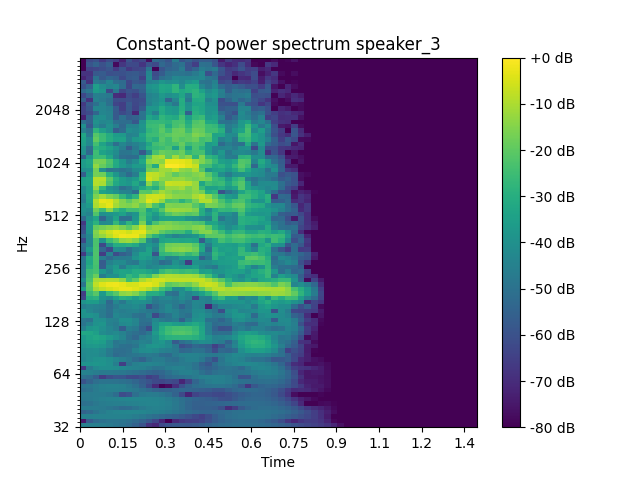 Constant-Q power spectrum speaker_3
Hz
2048
1024
512
256
128
64
32
0 0.15 0.3 0.45 0.6 0.75 0.9 1.1 1.2 1.4
Time
+0 dB
-10 dB
-20 dB
-30 dB
-40 dB
-50 dB
-60 dB
-70 dB
-80 dB